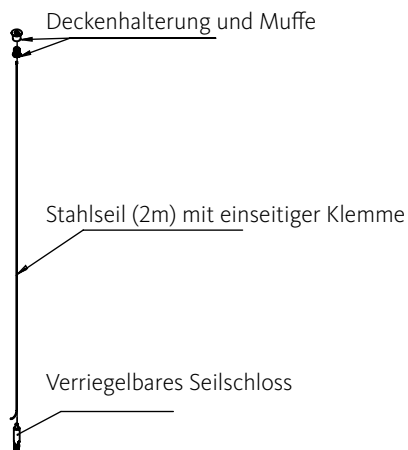 Deckenhalterung und Muffe
Stahlseil (2m) mit einseitiger Klemme
Verriegelbares Seilschloss